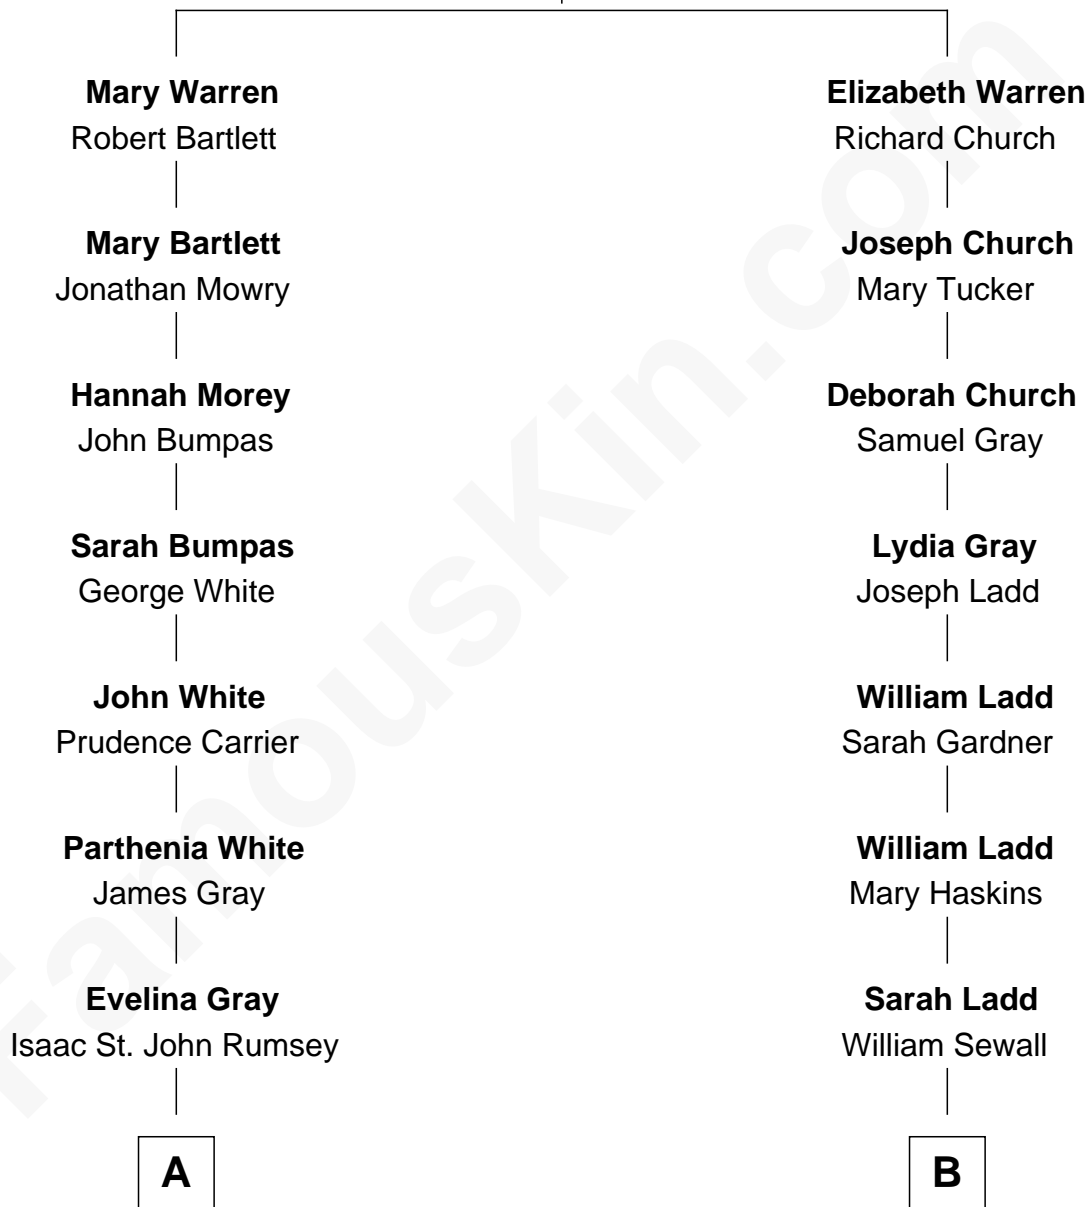 Mary Warren
Robert Bartlett
Elizabeth Warren
Richard Church
Mary Bartlett
Jonathan Mowry
Joseph Church
Mary Tucker
Hannah Morey
John Bumpas
Deborah Church
Samuel Gray
Sarah Bumpas
George White
Lydia Gray
Joseph Ladd
John White
Prudence Carrier
William Ladd
Sarah Gardner
Parthenia White
James Gray
William Ladd
Mary Haskins
Evelina Gray
Isaac St. John Rumsey
Sarah Ladd
William Sewall
A
B
FamousKin.com